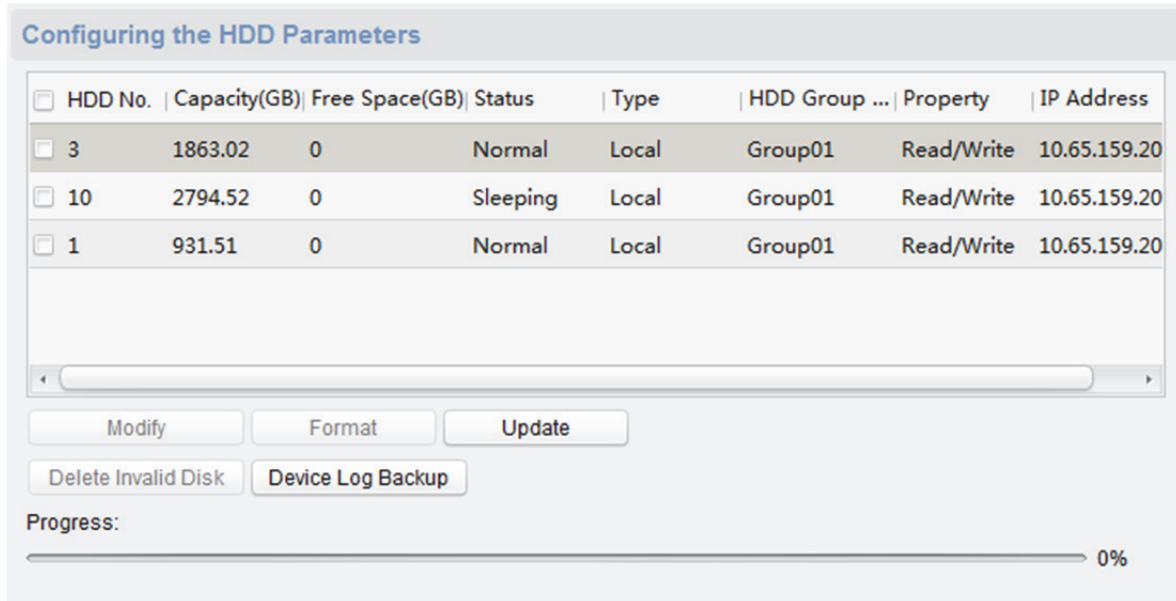 Configuring the HDD Parameters
HDD No. Capacity(GB) Free Space(GB) Status Type HDD Group ... Property IP Address
3 1863.02 0 Normal Local Group01 Read/Write 10.65.159.20
10 2794.52 0 Sleeping Local Group01 Read/Write 10.65.159.20
1 931.51 0 Normal Local Group01 Read/Write 10.65.159.20
Modify Format Update
Delete Invalid Disk Device Log Backup
Progress:
0%